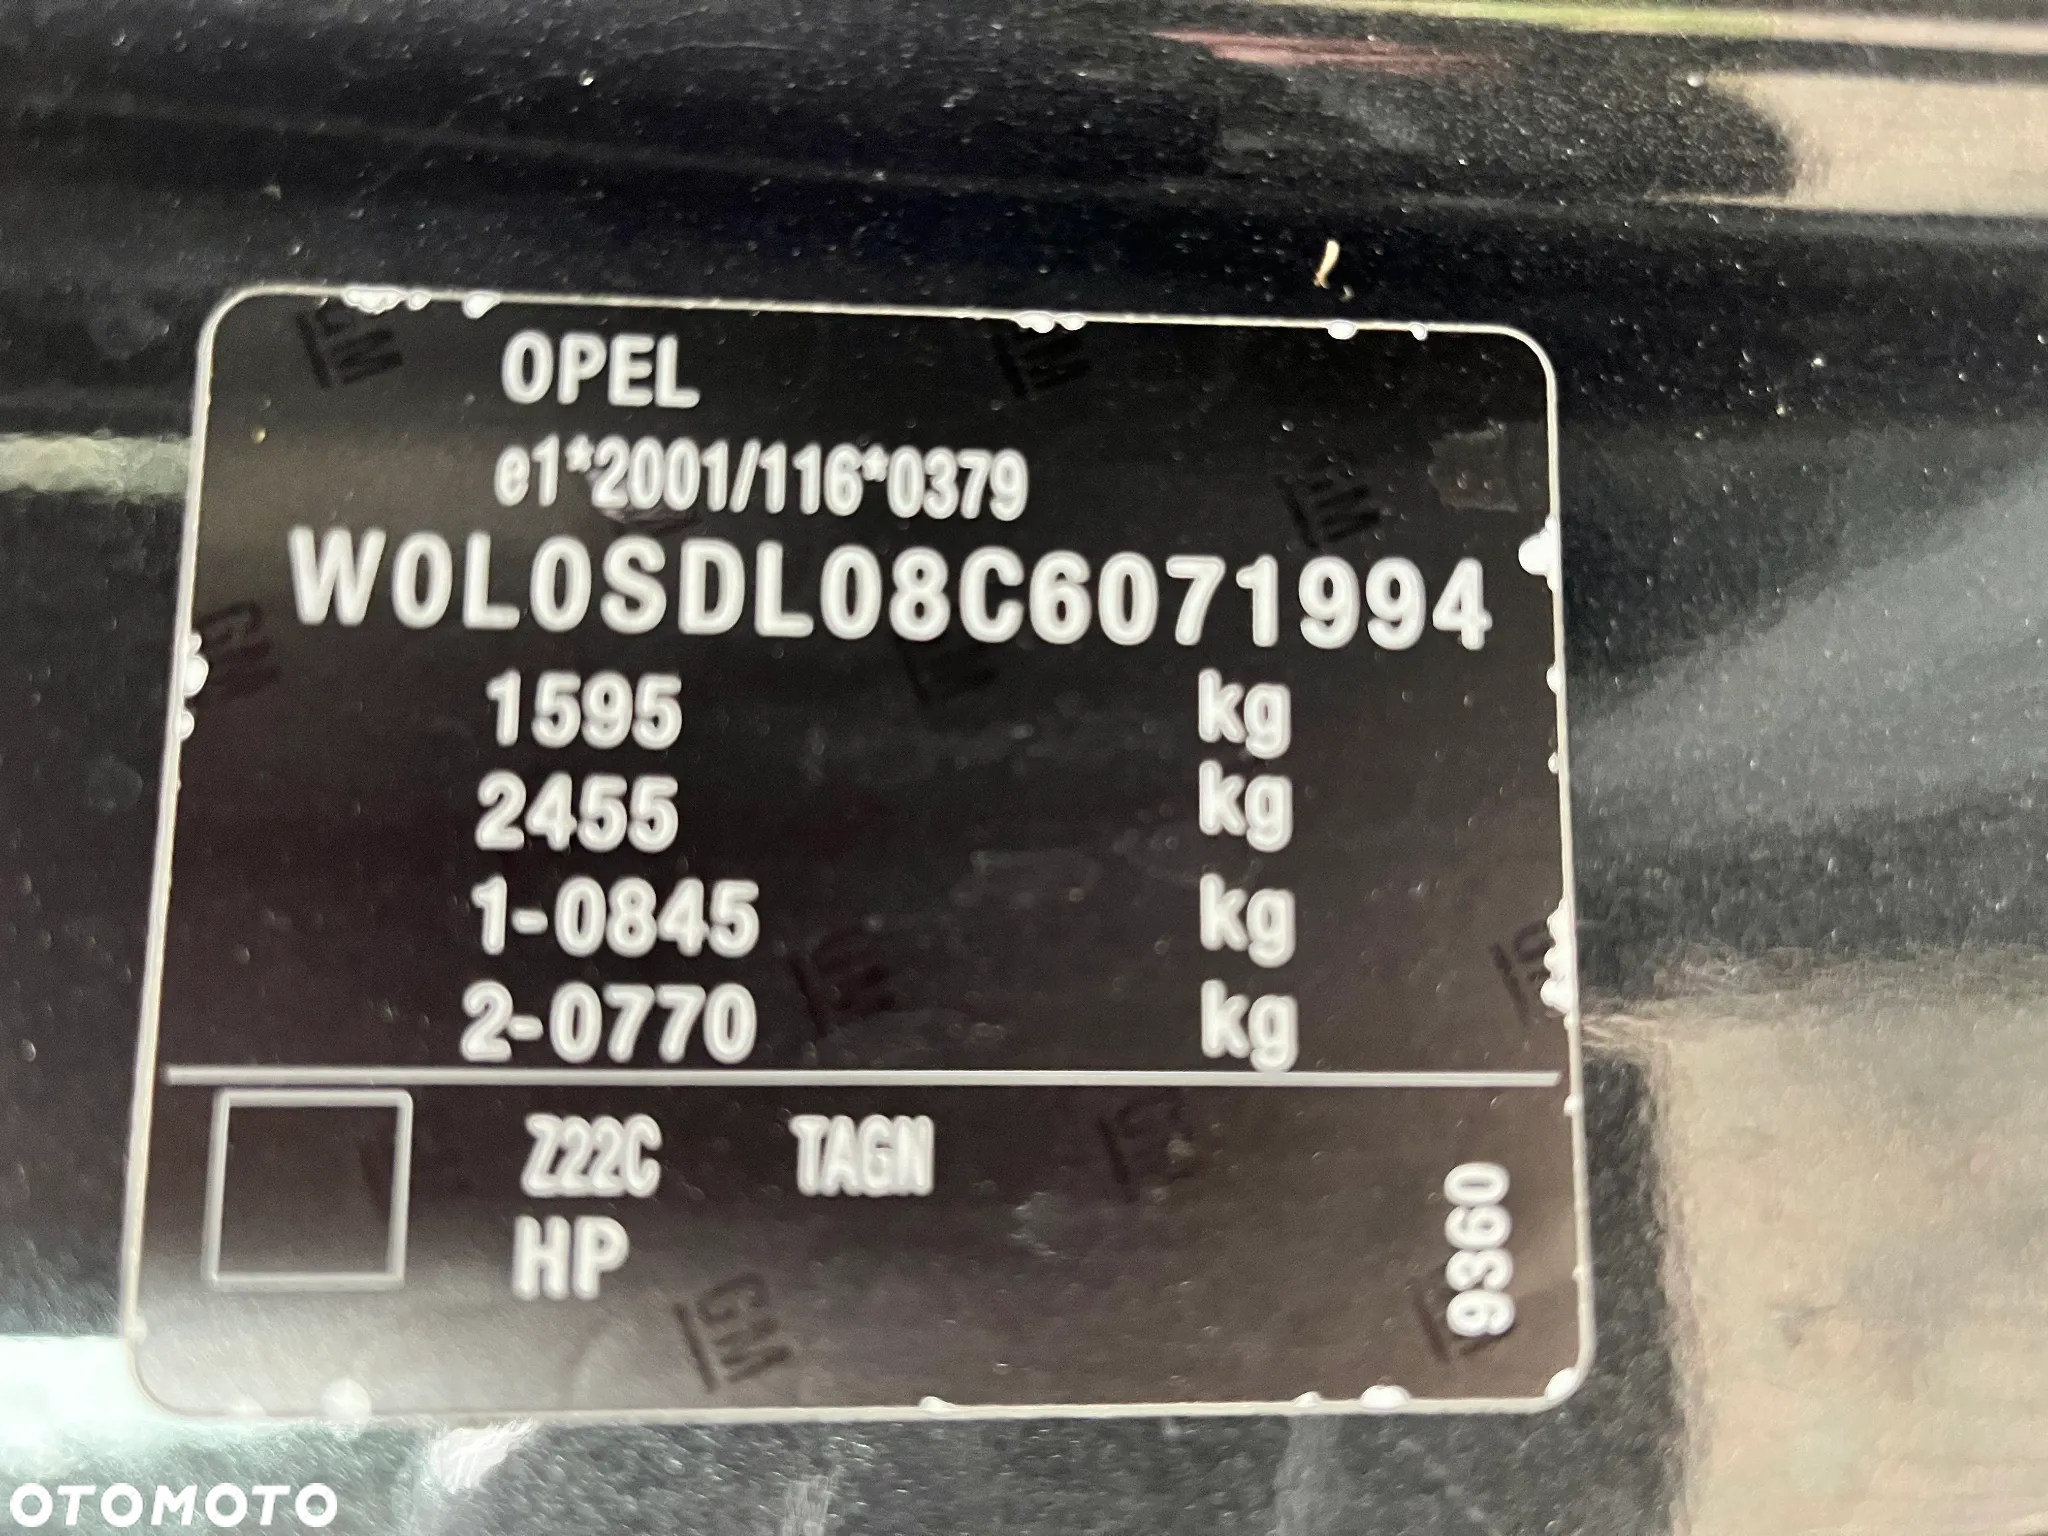 OPEL
e1*2001/116*0379
W0L0SDL08C6071994
1595 kg
2455 kg
1-0845 kg
2-0770 kg
Z22C TAGN
HP
9360
OTOMOTO